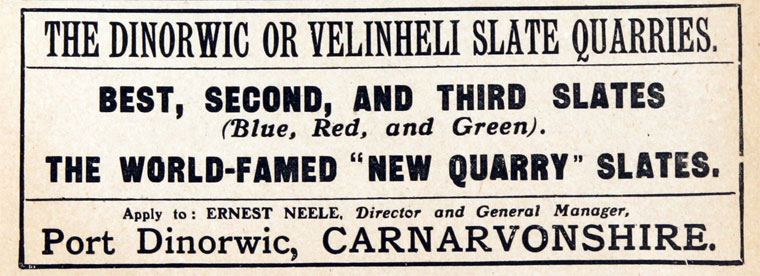 THE DINORWIC OR VELINHELI SLATE QUARRIES.
BEST, SECOND, AND THIRD SLATES
(Blue, Red, and Green).
THE WORLD-FAMED "NEW QUARRY" SLATES.
Apply to: ERNEST NEELE, Director and General Manager,
Port Dinorwic, CARNARVONSHIRE.